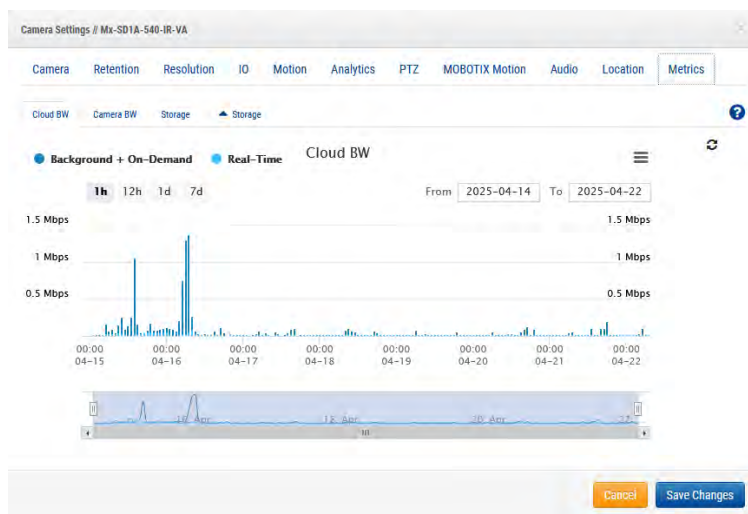 Camera Settings // Mx-SD1A-540-IR-VA
Camera Retention Resolution IO Motion Analytics PTZ MOBOTIX Motion Audio Location Metrics
Cloud BW Camera BW Storage Storage
?
Background + On-Demand Real-Time Cloud BW
1h 12h 1d 7d From 2025-04-14 To 2025-04-22
1.5 Mbps 1.5 Mbps
1 Mbps 1 Mbps
0.5 Mbps 0.5 Mbps
00:00 00:00 00:00 00:00 00:00 00:00 00:00 00:00
04-15 04-16 04-17 04-18 04-19 04-20 04-21 04-22
16. Apr 18. Apr 20. Apr 22.
Cancel Save Changes